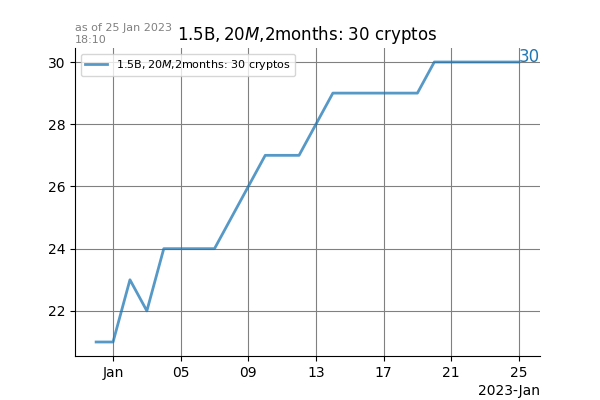 as of 25 Jan 2023
18:10
1.5B, 20M,2months: 30 cryptos
1.5B, 20M,2months: 30 cryptos
30
30
28
26
24
22
Jan 05 09 13 17 21 25
2023-Jan